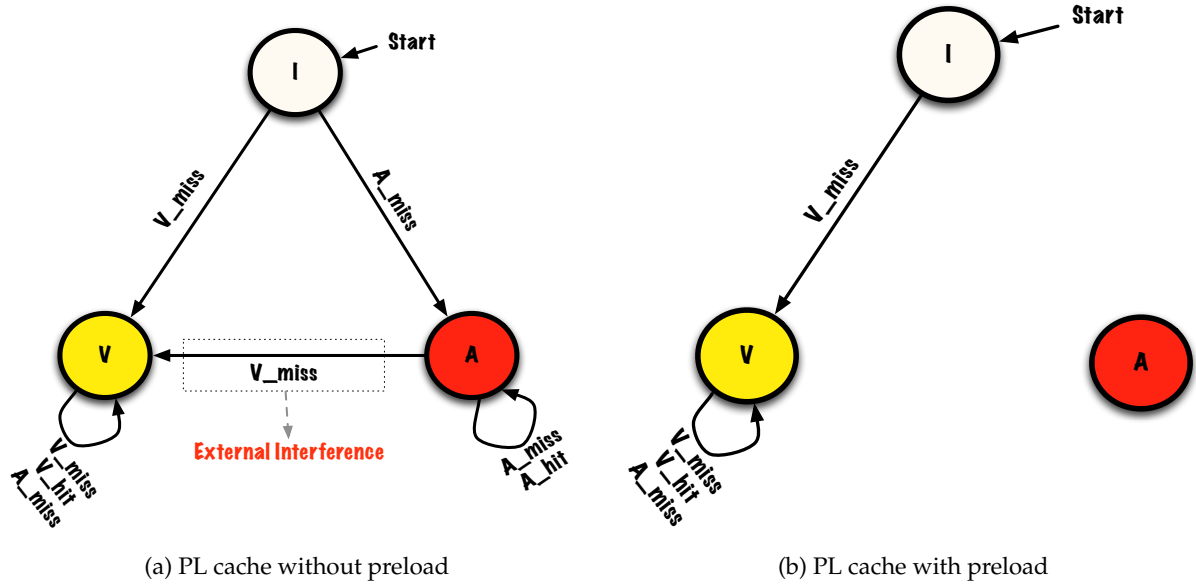 Start
I
V_miss
A_miss
V
A
V_miss
External Interference
V_miss
V_hit
A_miss
A_miss
A_hit
(a) PL cache without preload
Start
I
V_miss
V
A
V_miss
V_hit
A_miss
(b) PL cache with preload